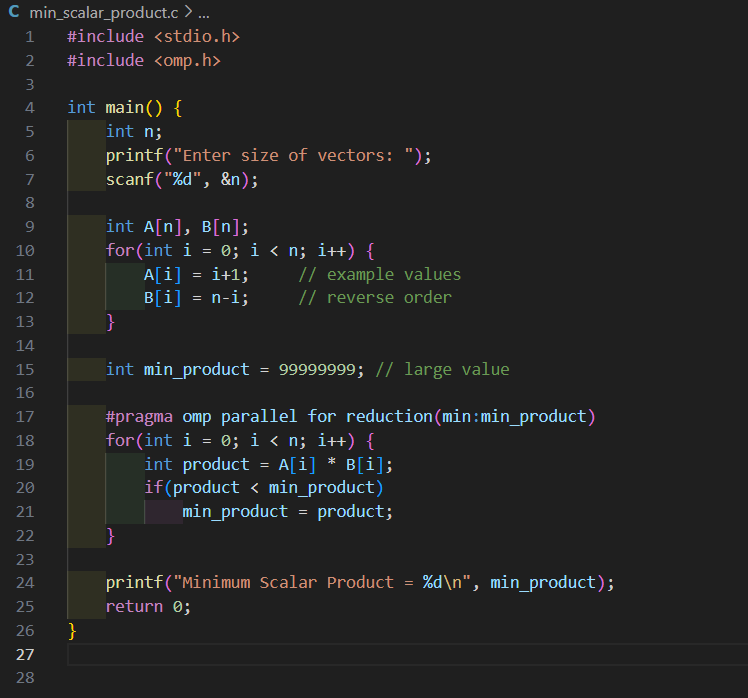 C min_scalar_product.c > ...
1 #include <stdio.h>
2 #include <omp.h>
3
4 int main() {
5     int n;
6     printf("Enter size of vectors: ");
7     scanf("%d", &n);
8
9     int A[n], B[n];
10     for(int i = 0; i < n; i++) {
11         A[i] = i+1;     // example values
12         B[i] = n-i;     // reverse order
13     }
14
15     int min_product = 99999999; // large value
16
17     #pragma omp parallel for reduction(min:min_product)
18     for(int i = 0; i < n; i++) {
19         int product = A[i] * B[i];
20         if(product < min_product)
21             min_product = product;
22     }
23
24     printf("Minimum Scalar Product = %d\n", min_product);
25     return 0;
26 }
27
28